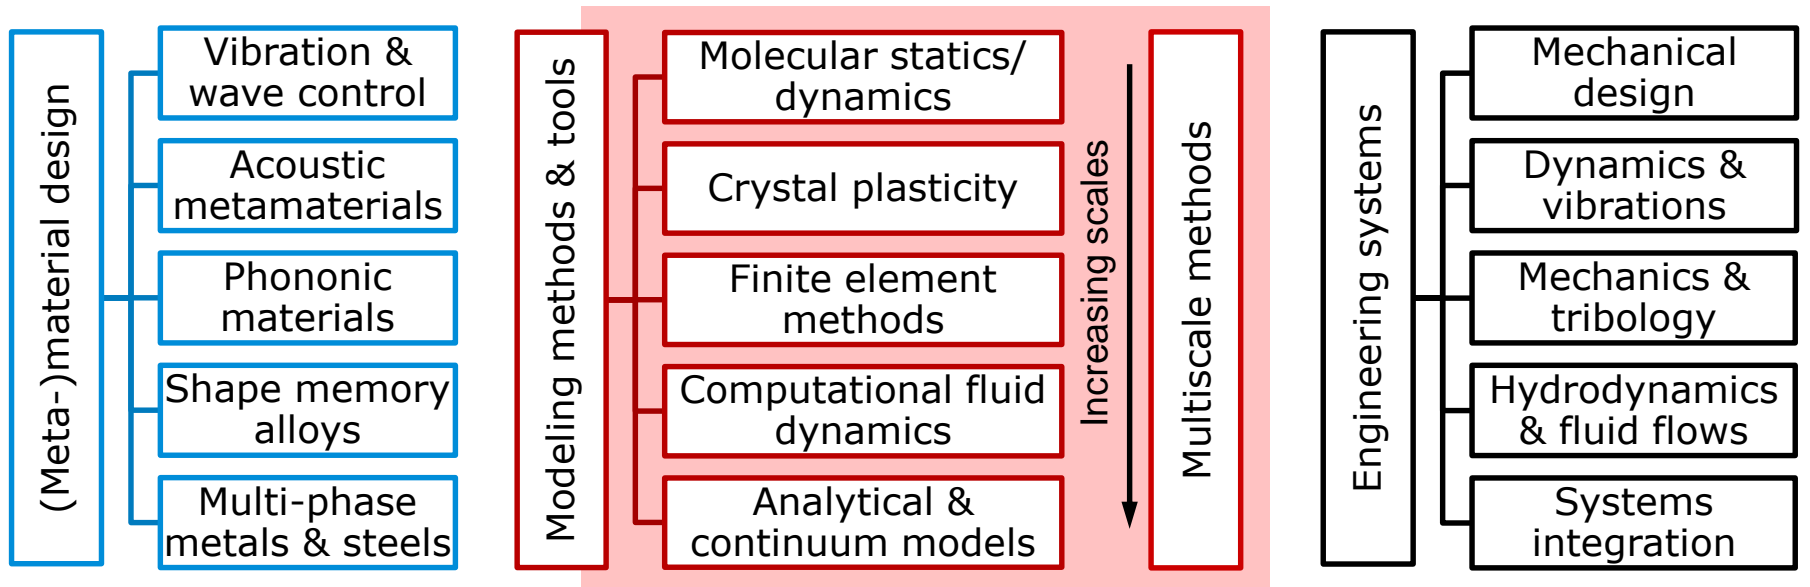 (Meta-)material design
Vibration &
wave control
Acoustic
metamaterials
Phononic
materials
Shape memory
alloys
Multi-phase
metals & steels
Modeling methods & tools
Molecular statics/
dynamics
Crystal plasticity
Finite element
methods
Computational fluid
dynamics
Analytical &
continuum models
Increasing scales
Multiscale methods
Engineering systems
Mechanical
design
Dynamics &
vibrations
Mechanics &
tribology
Hydrodynamics
& fluid flows
Systems
integration